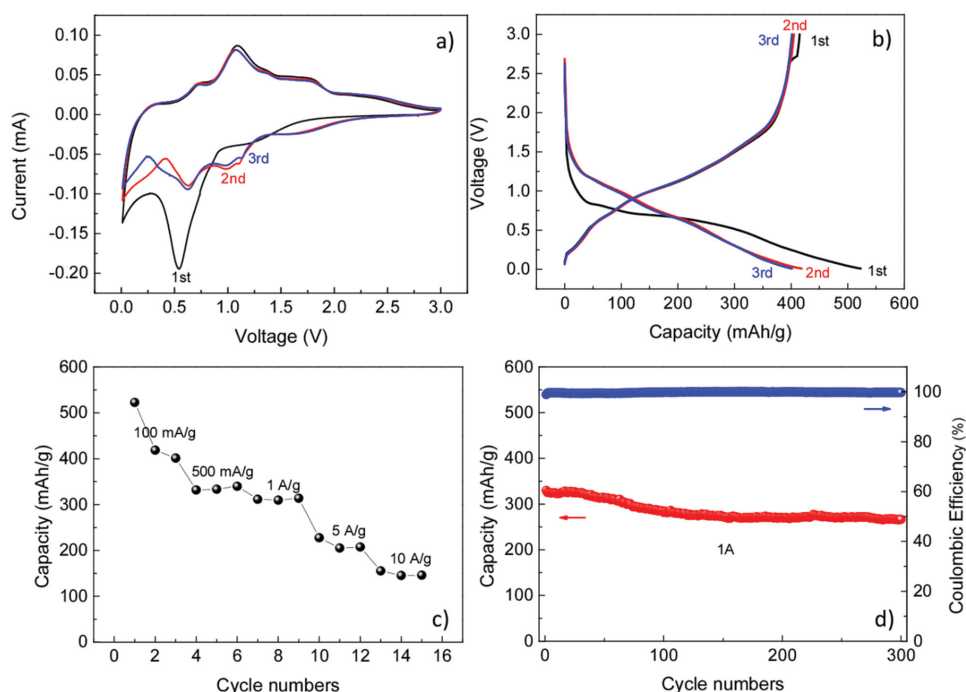 a)
0.10
0.05
0.00
-0.05
-0.10
-0.15
-0.20
Current (mA)
3rd
2nd
1st
0.0 0.5 1.0 1.5 2.0 2.5 3.0
Voltage (V)
b)
3.0
2.5
2.0
1.5
1.0
0.5
0.0
Voltage (V)
2nd
3rd
1st
2nd
3rd
1st
0 100 200 300 400 500 600
Capacity (mAh/g)
600
500
400
300
200
100
0
Capacity (mAh/g)
100 mA/g
500 mA/g
1 A/g
5 A/g
10 A/g
c)
0 2 4 6 8 10 12 14 16
Cycle numbers
600
550
500
450
400
350
300
250
200
150
100
50
0
Capacity (mAh/g)
1A
d)
100
80
60
40
20
0
Coulombic Efficiency (%)
0 100 200 300
Cycle numbers